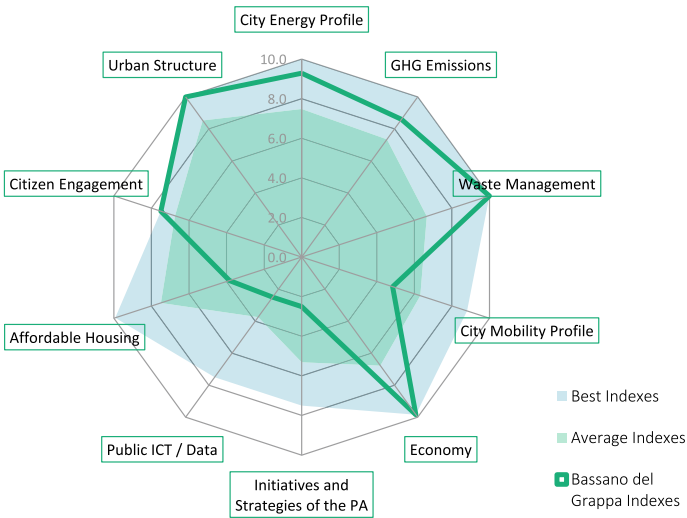 City Energy Profile
Urban Structure
GHG Emissions
10.0
8.0
6.0
4.0
2.0
0.0
Citizen Engagement
Waste Management
Affordable Housing
City Mobility Profile
Public ICT / Data
Economy
Initiatives and
Strategies of the PA
Best Indexes
Average Indexes
Bassano del
Grappa Indexes